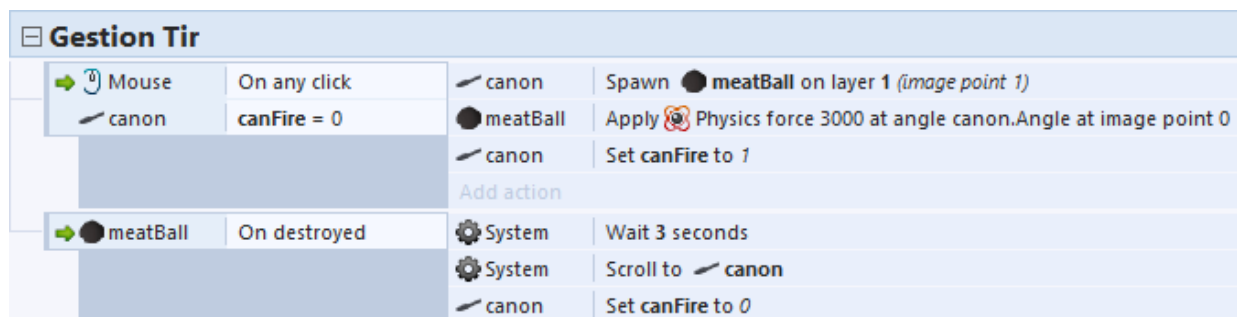 Gestion Tir
Mouse On any click canon Spawn meatBall on layer 1 (image point 1)
canon canFire = 0 meatBall Apply Physics force 3000 at angle canon.Angle at image point 0
canon Set canFire to 1
Add action
meatBall On destroyed System Wait 3 seconds
System Scroll to canon
canon Set canFire to 0